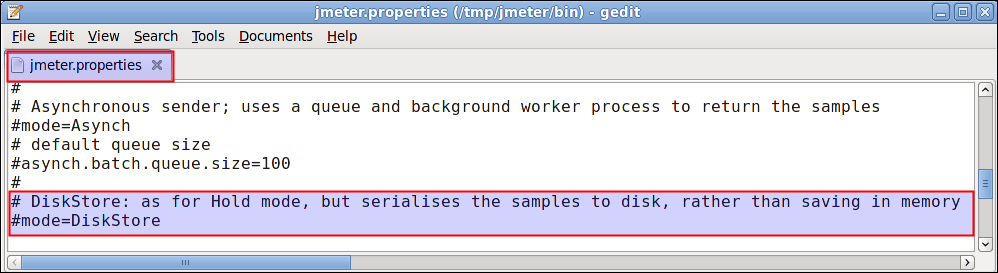 jmeter.properties (/tmp/jmeter/bin) - gedit
File Edit View Search Tools Documents Help
jmeter.properties
#
# Asynchronous sender; uses a queue and background worker process to return the samples
#mode=Asynch
# default queue size
#asynch.batch.queue.size=100
#
# DiskStore: as for Hold mode, but serialises the samples to disk, rather than saving in memory
#mode=DiskStore